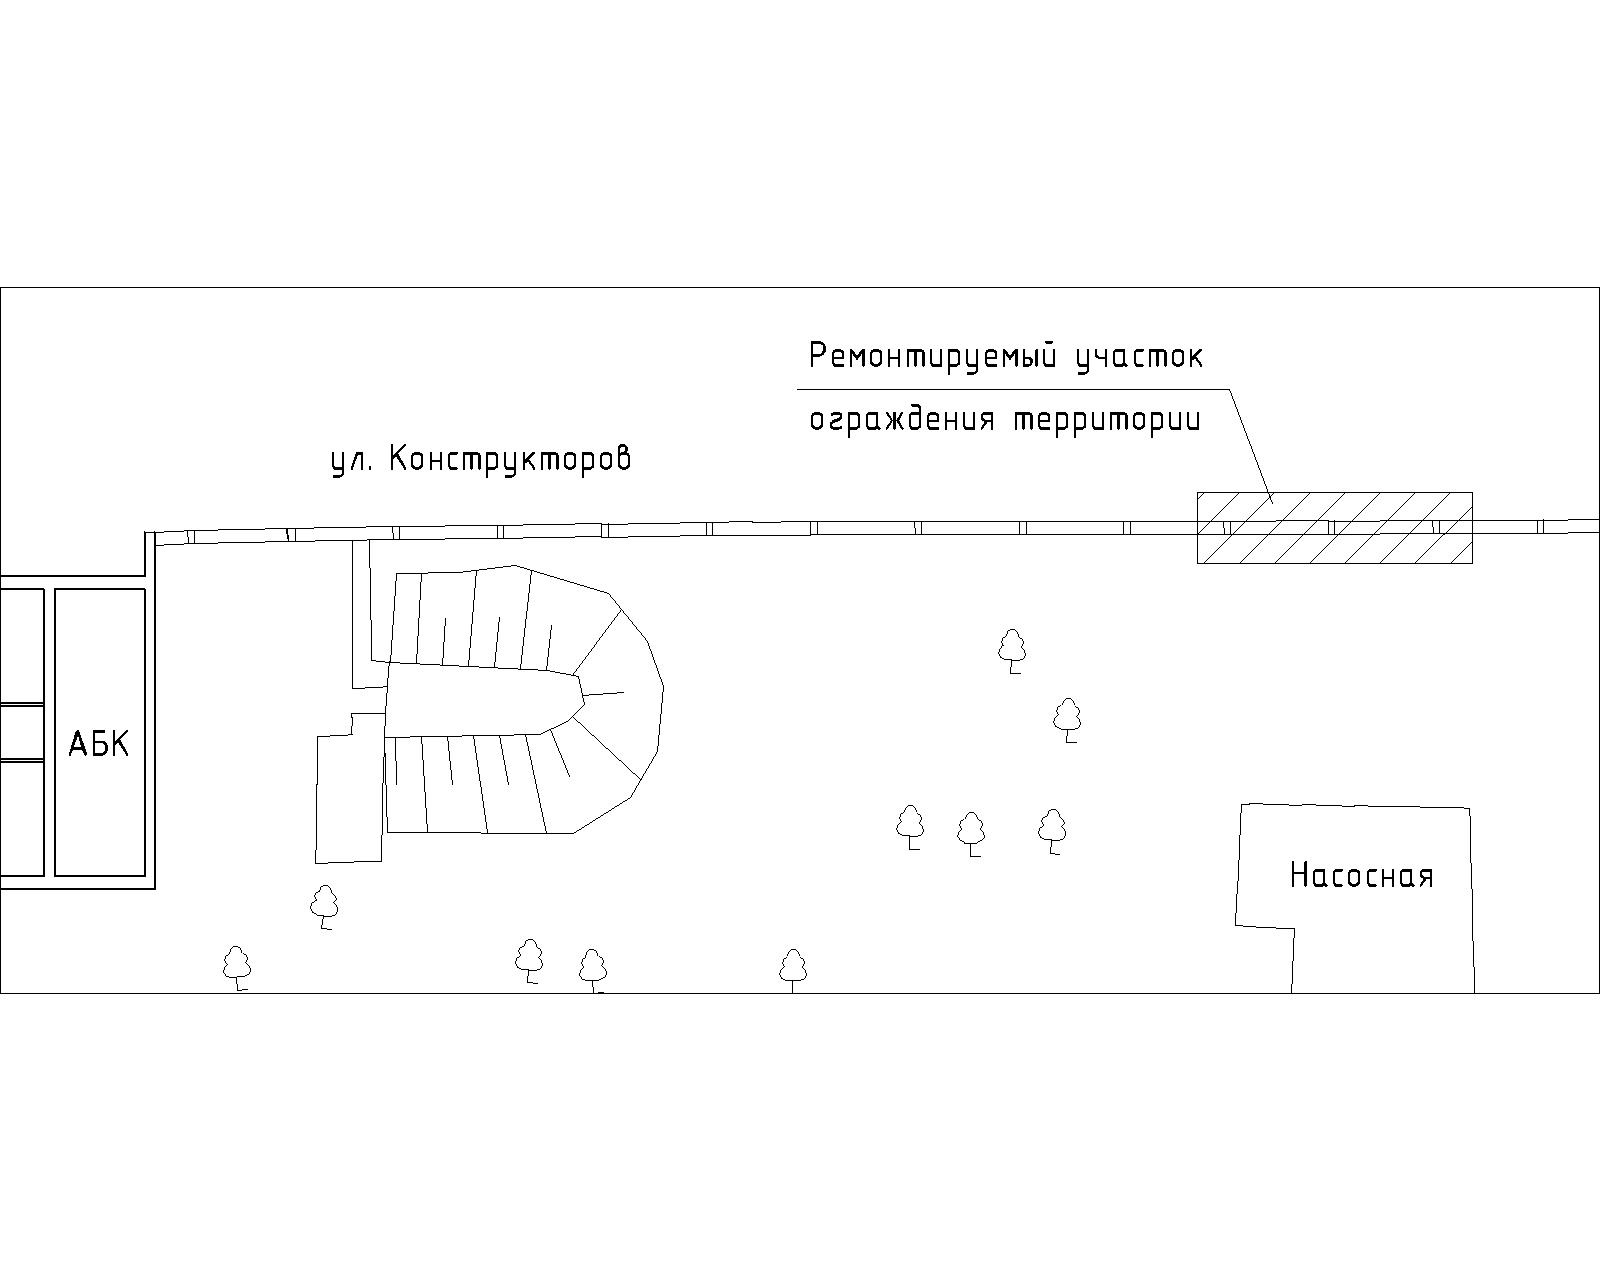 Ремонтируемый участок
ограждения территории
ул. Конструкторов
АБК
Насосная